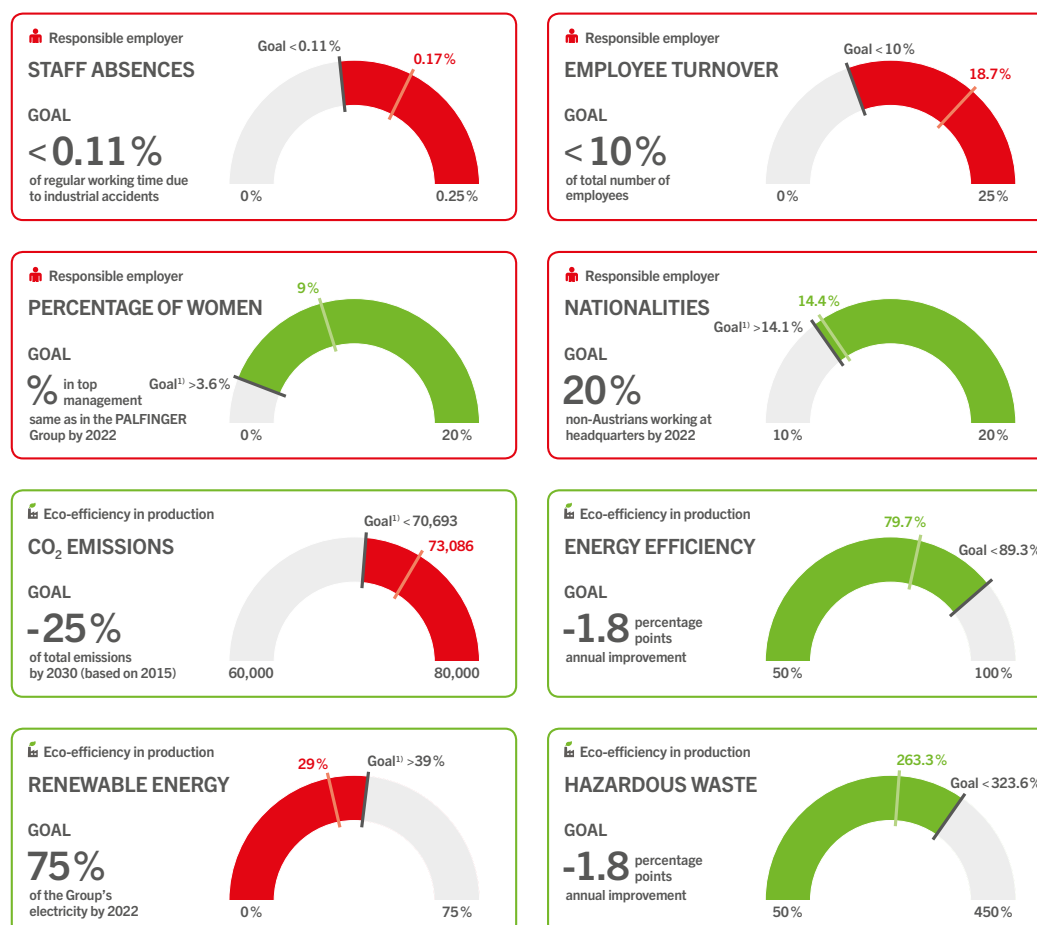 Responsible employer
STAFF ABSENCES
GOAL
< 0.11 %
of regular working time due
to industrial accidents
Goal < 0.11 %
0.17 %
0 %
0.25 %
Responsible employer
EMPLOYEE TURNOVER
GOAL
< 10 %
of total number of
employees
Goal < 10 %
18.7 %
0 %
25 %
Responsible employer
PERCENTAGE OF WOMEN
GOAL
% in top
management
same as in the PALFINGER
Group by 2022
9 %
Goal¹⁾ >3.6 %
0 %
20 %
Responsible employer
NATIONALITIES
GOAL
20 %
non-Austrians working at
headquarters by 2022
14.4 %
Goal¹⁾ >14.1 %
10 %
20 %
Eco-efficiency in production
CO₂ EMISSIONS
GOAL
-25 %
of total emissions
by 2030 (based on 2015)
Goal¹⁾ < 70,693
73,086
60,000
80,000
Eco-efficiency in production
ENERGY EFFICIENCY
GOAL
-1.8 percentage
points
annual improvement
79.7 %
Goal < 89.3 %
50 %
100 %
Eco-efficiency in production
RENEWABLE ENERGY
GOAL
75 %
of the Group's
electricity by 2022
29 %
Goal¹⁾ >39 %
0 %
75 %
Eco-efficiency in production
HAZARDOUS WASTE
GOAL
-1.8 percentage
points
annual improvement
263.3 %
Goal < 323.6 %
50 %
450 %